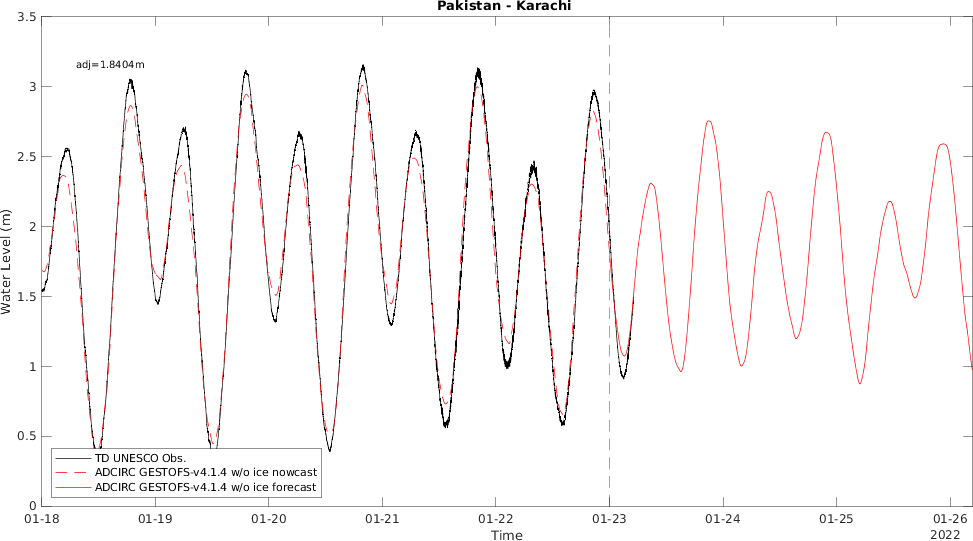 Pakistan - Karachi
adj=1.8404m
3.5
3
2.5
2
1.5
1
0.5
0
Water Level (m)
TD UNESCO Obs.
ADCIRC GESTOFS-v4.1.4 w/o ice nowcast
ADCIRC GESTOFS-v4.1.4 w/o ice forecast
01-18 01-19 01-20 01-21 01-22 01-23 01-24 01-25 01-26
Time
2022